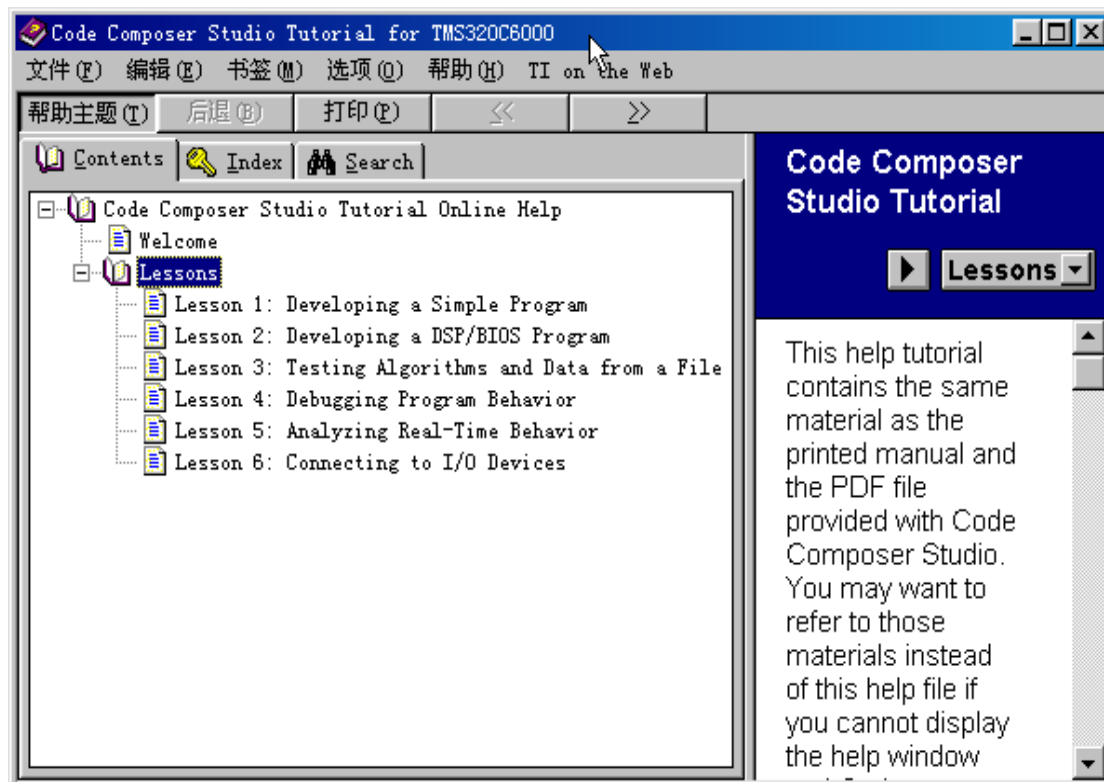 Code Composer Studio Tutorial for TMS320C6000
文件(F) 编辑(E) 书签(M) 选项(O) 帮助(H) TI on the Web
帮助主题(T) 后退(B) 打印(P) << >>
Contents Index Search
Code Composer Studio Tutorial Online Help
Welcome
Lessons
Lesson 1: Developing a Simple Program
Lesson 2: Developing a DSP/BIOS Program
Lesson 3: Testing Algorithms and Data from a File
Lesson 4: Debugging Program Behavior
Lesson 5: Analyzing Real-Time Behavior
Lesson 6: Connecting to I/O Devices
Code Composer
Studio Tutorial
Lessons
This help tutorial
contains the same
material as the
printed manual and
the PDF file
provided with Code
Composer Studio.
You may want to
refer to those
materials instead
of this help file if
you cannot display
the help window